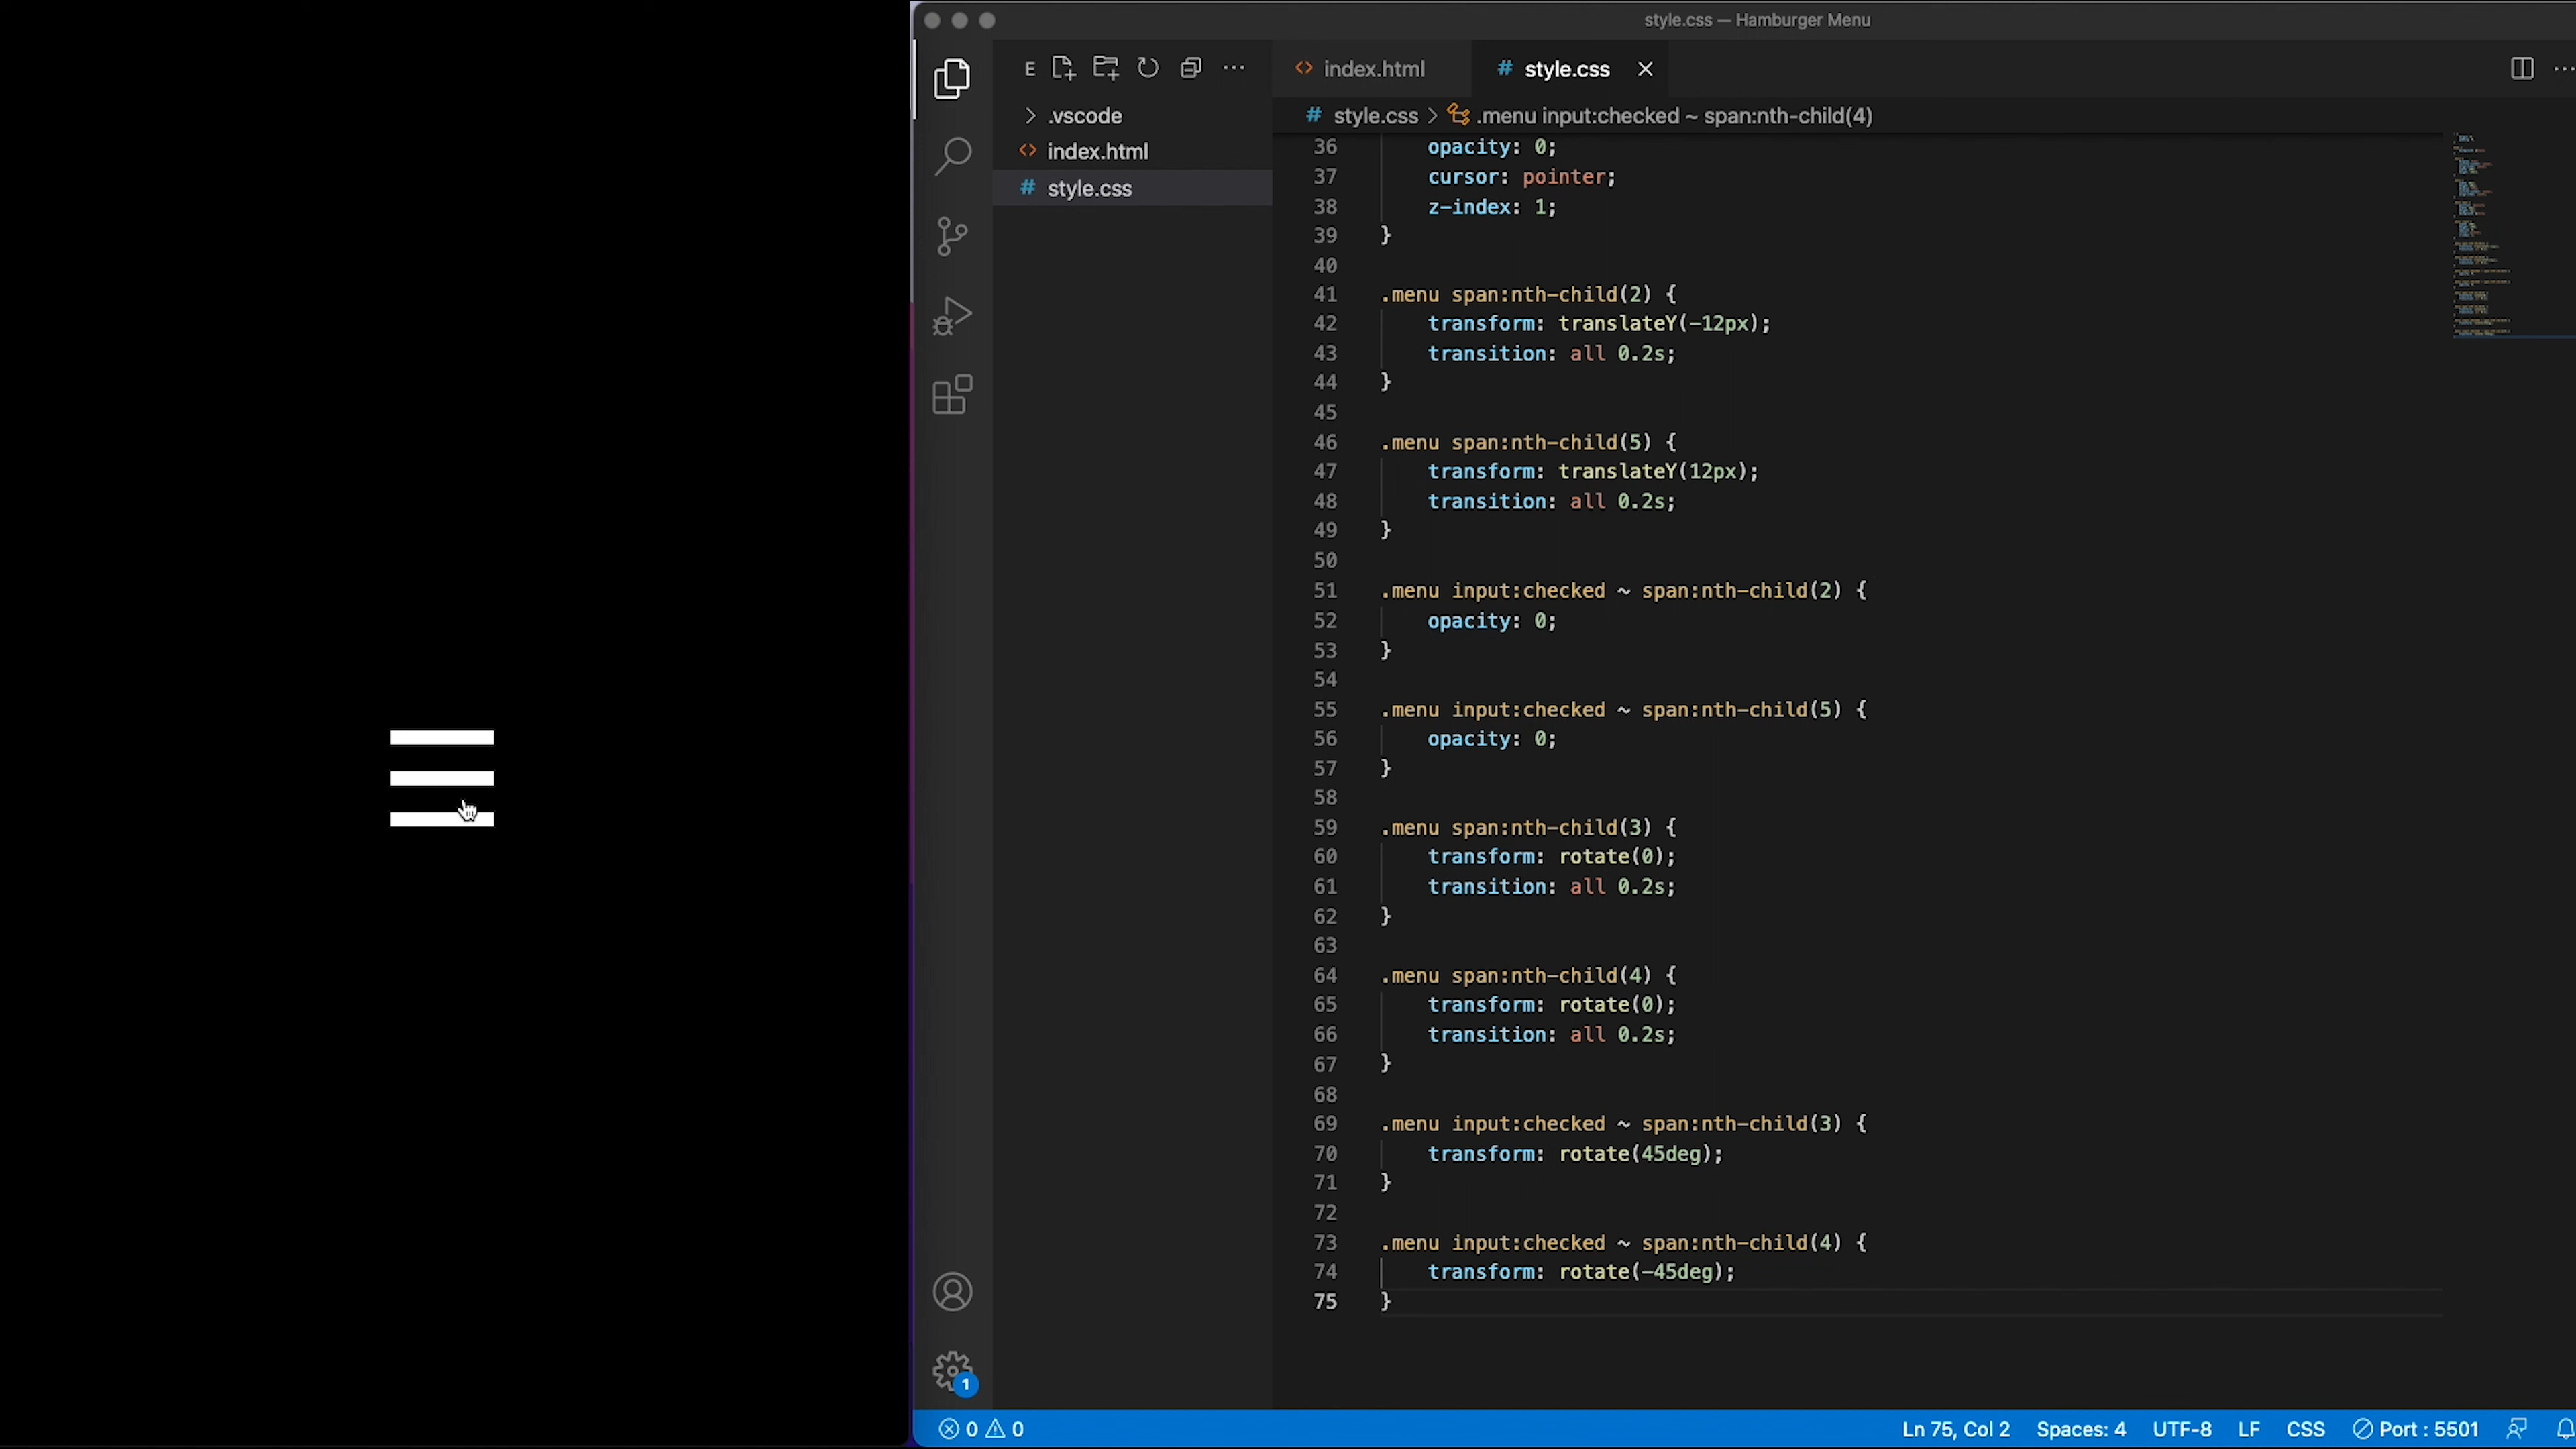 style.css — Hamburger Menu
E
index.html
style.css
.vscode
index.html
style.css
style.css > .menu input:checked ~ span:nth-child(4)
36 opacity: 0;
37 cursor: pointer;
38 z-index: 1;
39 }
40
41 .menu span:nth-child(2) {
42 transform: translateY(-12px);
43 transition: all 0.2s;
44 }
45
46 .menu span:nth-child(5) {
47 transform: translateY(12px);
48 transition: all 0.2s;
49 }
50
51 .menu input:checked ~ span:nth-child(2) {
52 opacity: 0;
53 }
54
55 .menu input:checked ~ span:nth-child(5) {
56 opacity: 0;
57 }
58
59 .menu span:nth-child(3) {
60 transform: rotate(0);
61 transition: all 0.2s;
62 }
63
64 .menu span:nth-child(4) {
65 transform: rotate(0);
66 transition: all 0.2s;
67 }
68
69 .menu input:checked ~ span:nth-child(3) {
70 transform: rotate(45deg);
71 }
72
73 .menu input:checked ~ span:nth-child(4) {
74 transform: rotate(-45deg);
75 }
1
0 0 Ln 75, Col 2 Spaces: 4 UTF-8 LF CSS Port : 5501